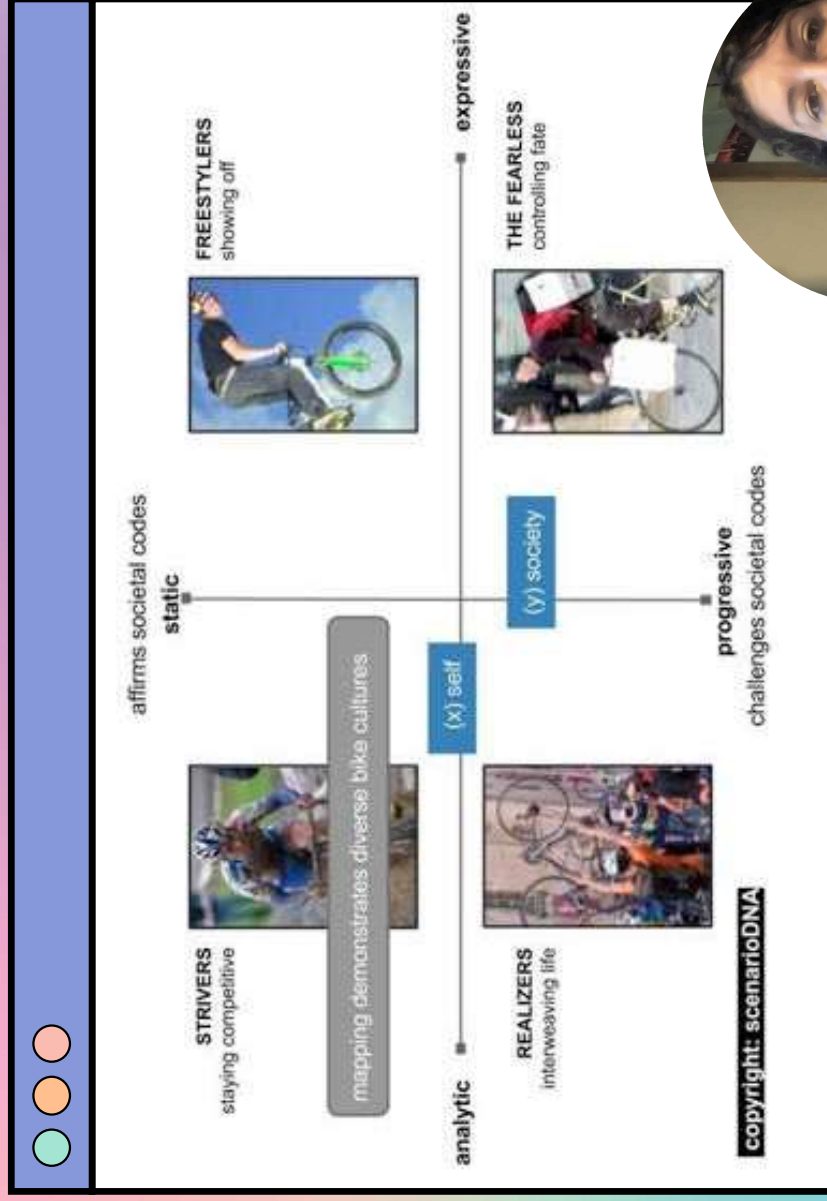 affirms societal codes
static
STRIVERS
staying competitive
FREESTYLERS
showing off
mapping demonstrates diverse bike cultures
analytic
(x) self
expressive
(y) society
REALIZERS
interweaving life
THE FEARLESS
controlling fate
progressive
challenges societal codes
copyright: scenarioDNA